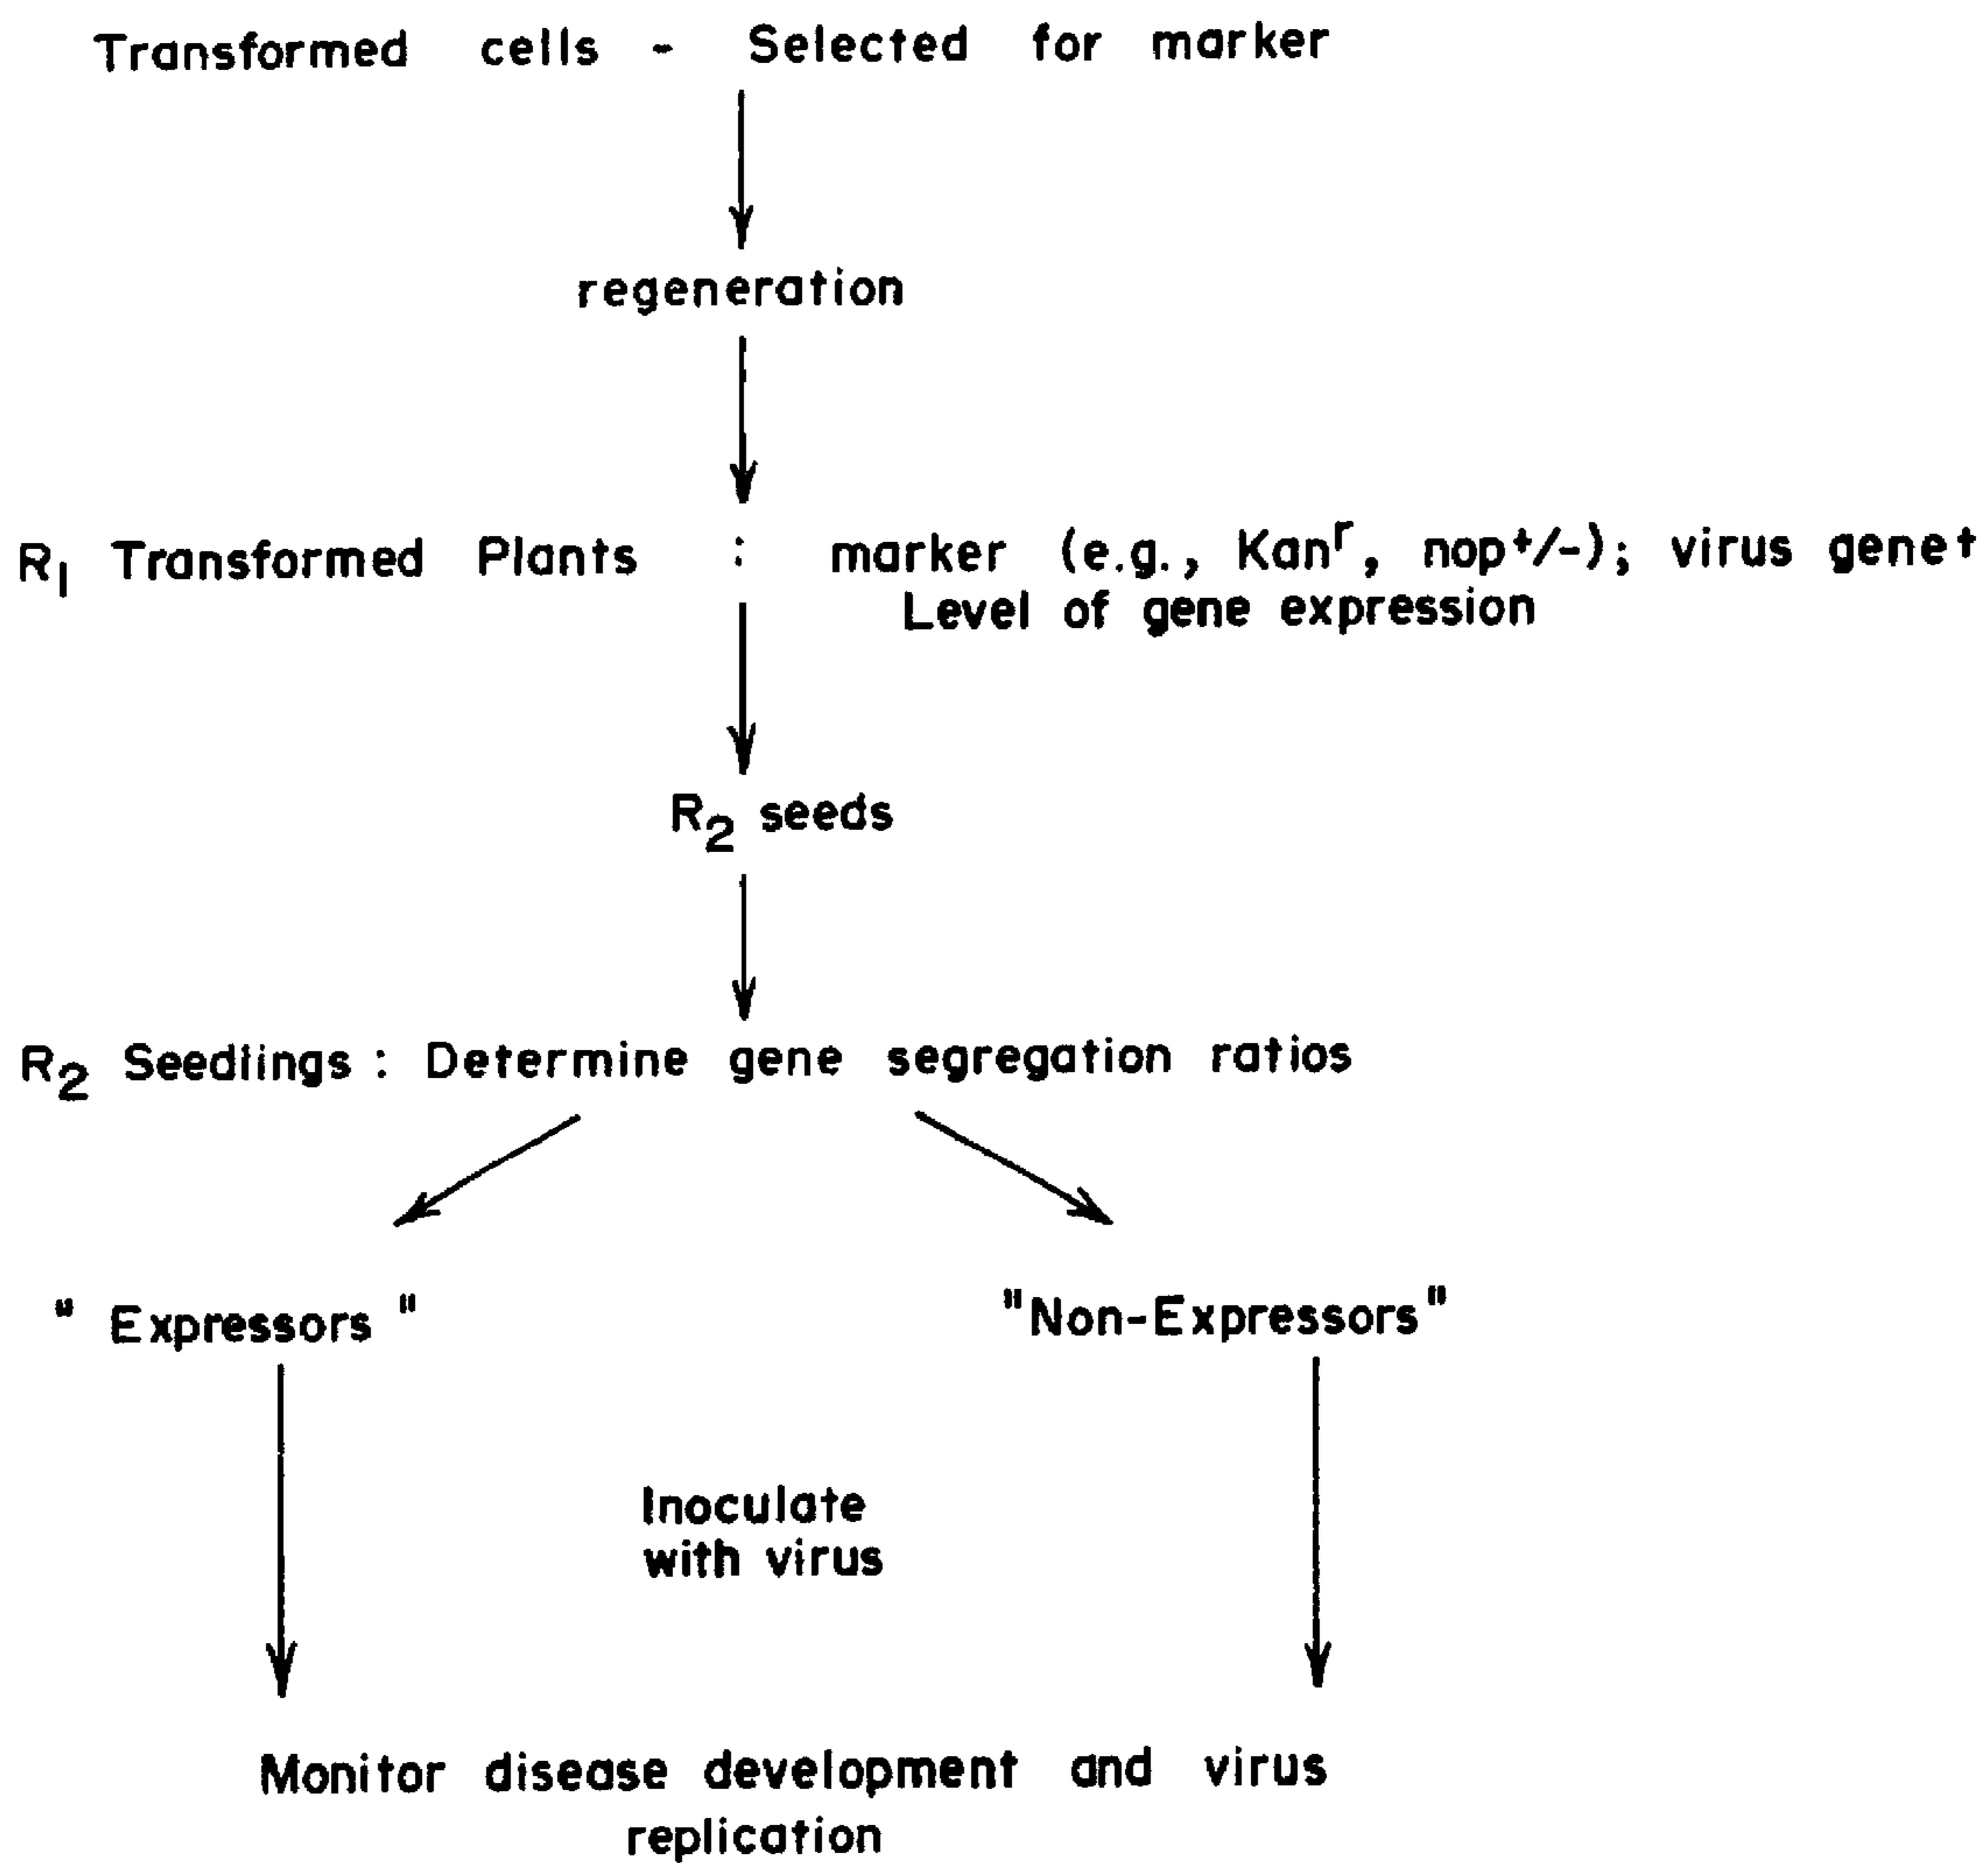 Transformed cells - Selected for marker
regeneration
R₁ Transformed Plants : marker (e.g., Kanʳ, nop⁺/-); virus gene⁺
Level of gene expression
R₂ seeds
R₂ Seedlings : Determine gene segregation ratios
" Expressors " "Non-Expressors"
Inoculate
with virus
Monitor disease development and virus
replication